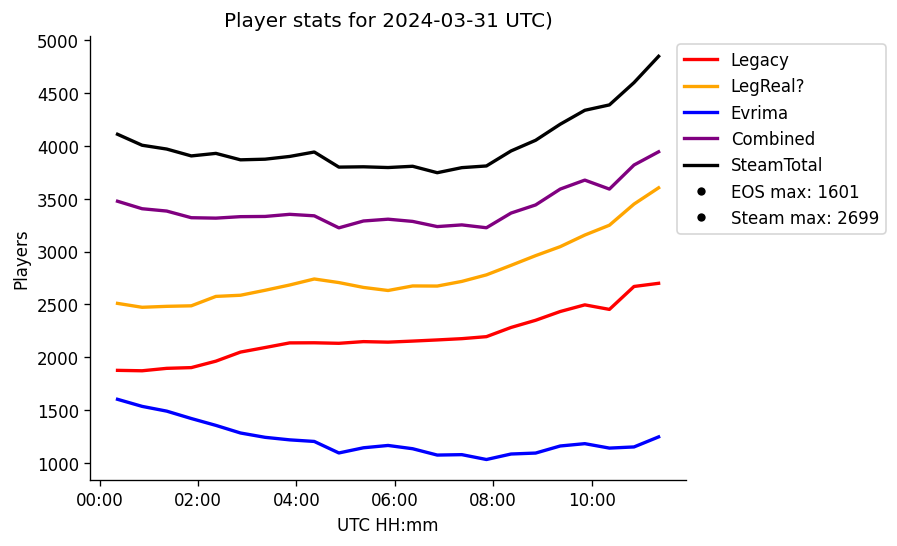 Player stats for 2024-03-31 UTC)
5000
4500
4000
3500
3000
2500
2000
1500
1000
Players
00:00 02:00 04:00 06:00 08:00 10:00
UTC HH:mm
Legacy
LegReal?
Evrima
Combined
SteamTotal
EOS max: 1601
Steam max: 2699